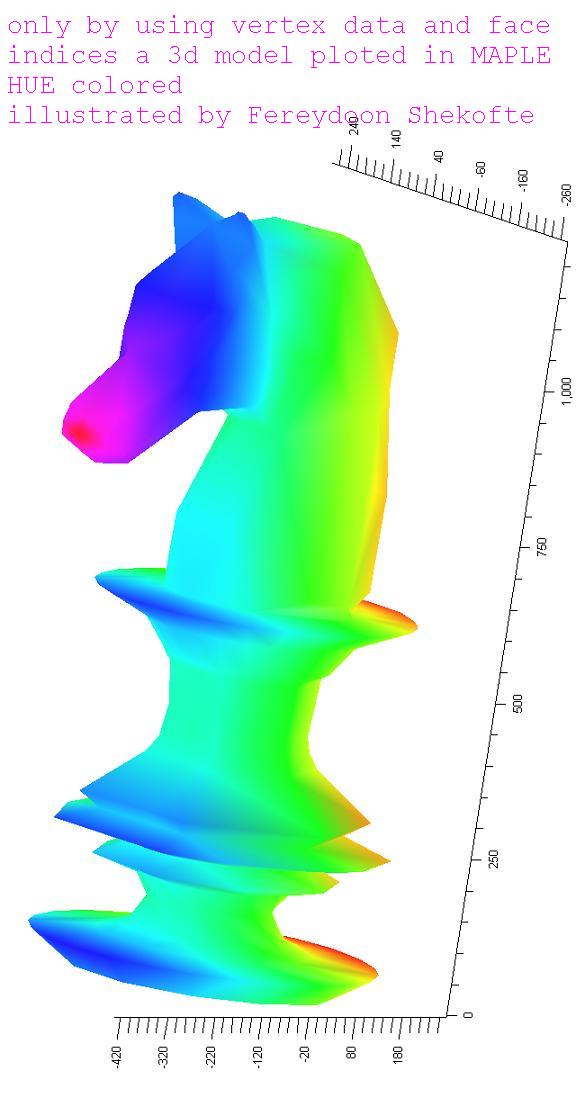 only by using vertex data and face
indices a 3d model ploted in MAPLE
HUE colored
illustrated by Fereydoon Shekofte
240 140 40 -60 -160 -260
1,000
750
500
250
0
-420 -320 -220 -120 -20 80 180